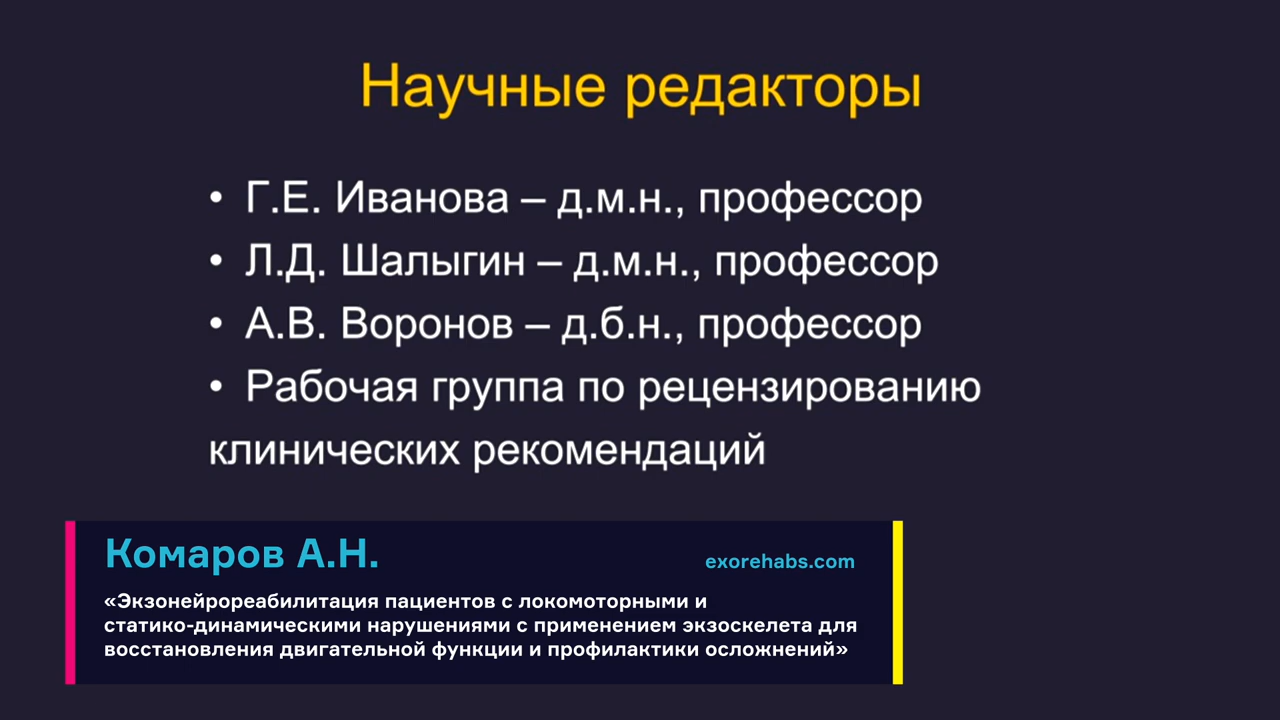 Научные редакторы
• Г.Е. Иванова – д.м.н., профессор
• Л.Д. Шалыгин – д.м.н., профессор
• А.В. Воронов – д.б.н., профессор
• Рабочая группа по рецензированию
клинических рекомендаций
Комаров А.Н.
exorehabs.com
«Экзонейрореабилитация пациентов с локомоторными и
статико-динамическими нарушениями с применением экзоскелета для
восстановления двигательной функции и профилактики осложнений»